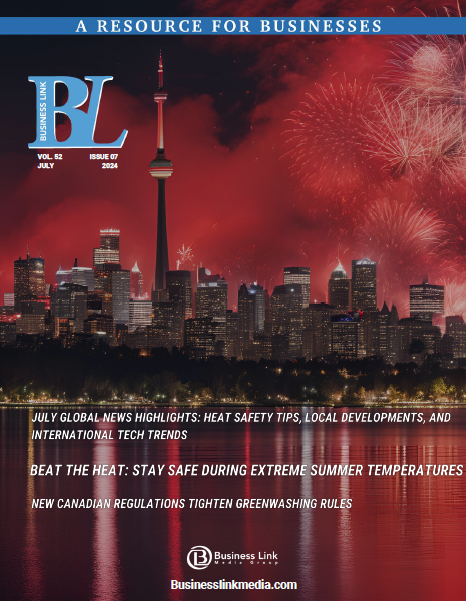 A RESOURCE FOR BUSINESSES
BUSINESS LINK
BL
VOL. 52 ISSUE 07
JULY 2024
JULY GLOBAL NEWS HIGHLIGHTS: HEAT SAFETY TIPS, LOCAL DEVELOPMENTS, AND
INTERNATIONAL TECH TRENDS
BEAT THE HEAT: STAY SAFE DURING EXTREME SUMMER TEMPERATURES
NEW CANADIAN REGULATIONS TIGHTEN GREENWASHING RULES
Business Link
Media Group
Businesslinkmedia.com